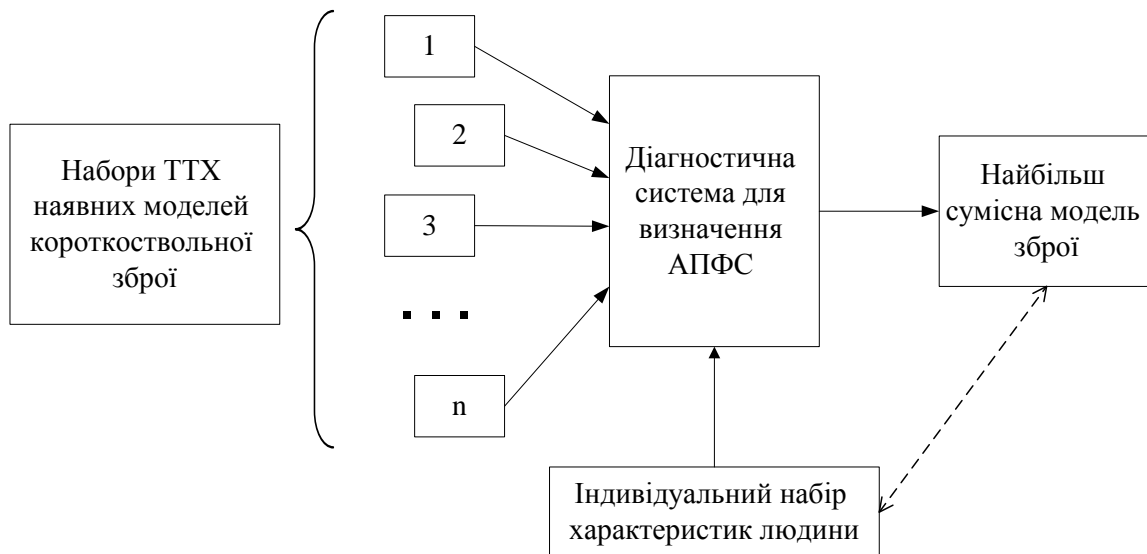 Набори ТТХ
наявних моделей
короткоствольної
зброї
1
2
3
. . .
n
Діагностична
система для
визначення
АПФС
Найбільш
сумісна модель
зброї
Індивідуальний набір
характеристик людини